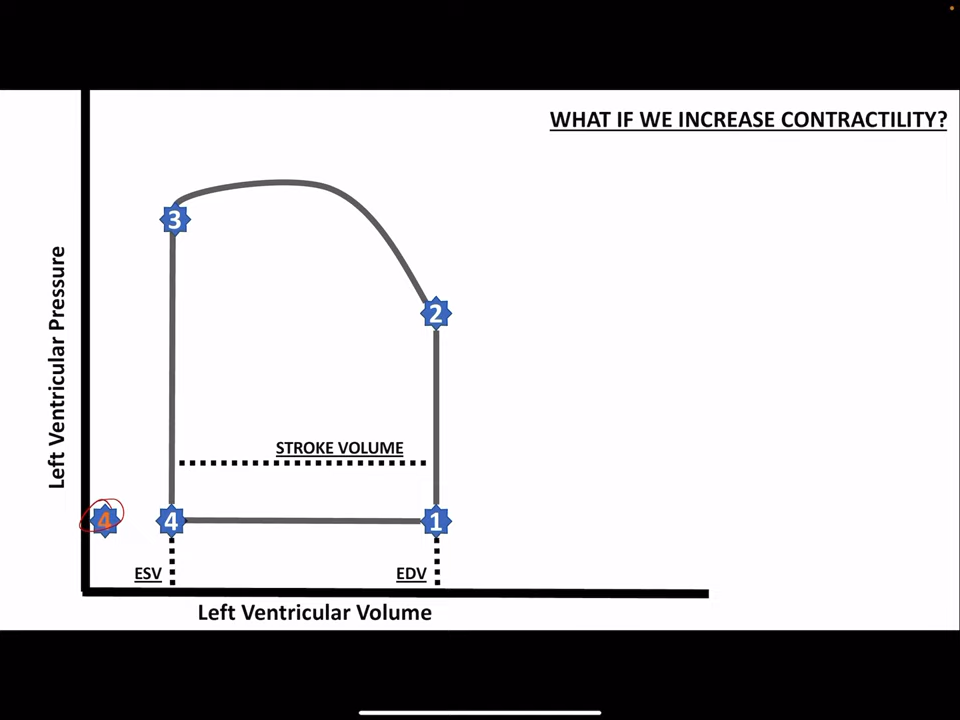 WHAT IF WE INCREASE CONTRACTILITY?
3
2
Left Ventricular Pressure
STROKE VOLUME
4
4
1
ESV
EDV
Left Ventricular Volume